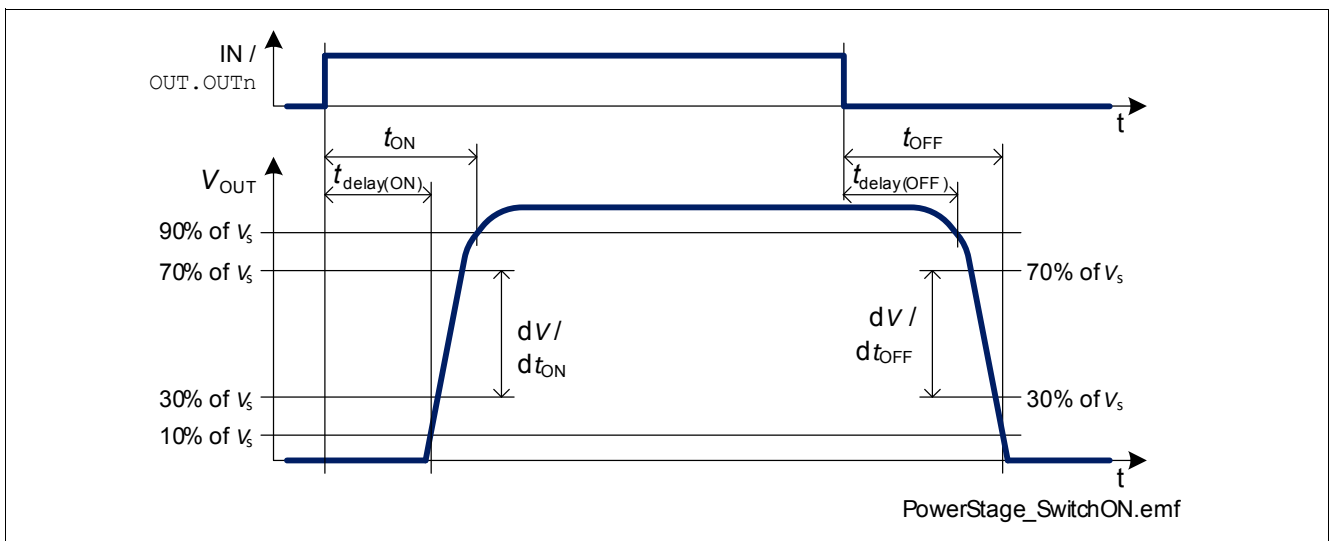 IN /
OUT.OUTn
t
tON
tOFF
VOUT
tdelay(ON)
tdelay(OFF)
90% of Vs
70% of Vs
70% of Vs
dV /
dtON
dV /
dtOFF
30% of Vs
30% of Vs
10% of Vs
t
PowerStage_SwitchON.emf